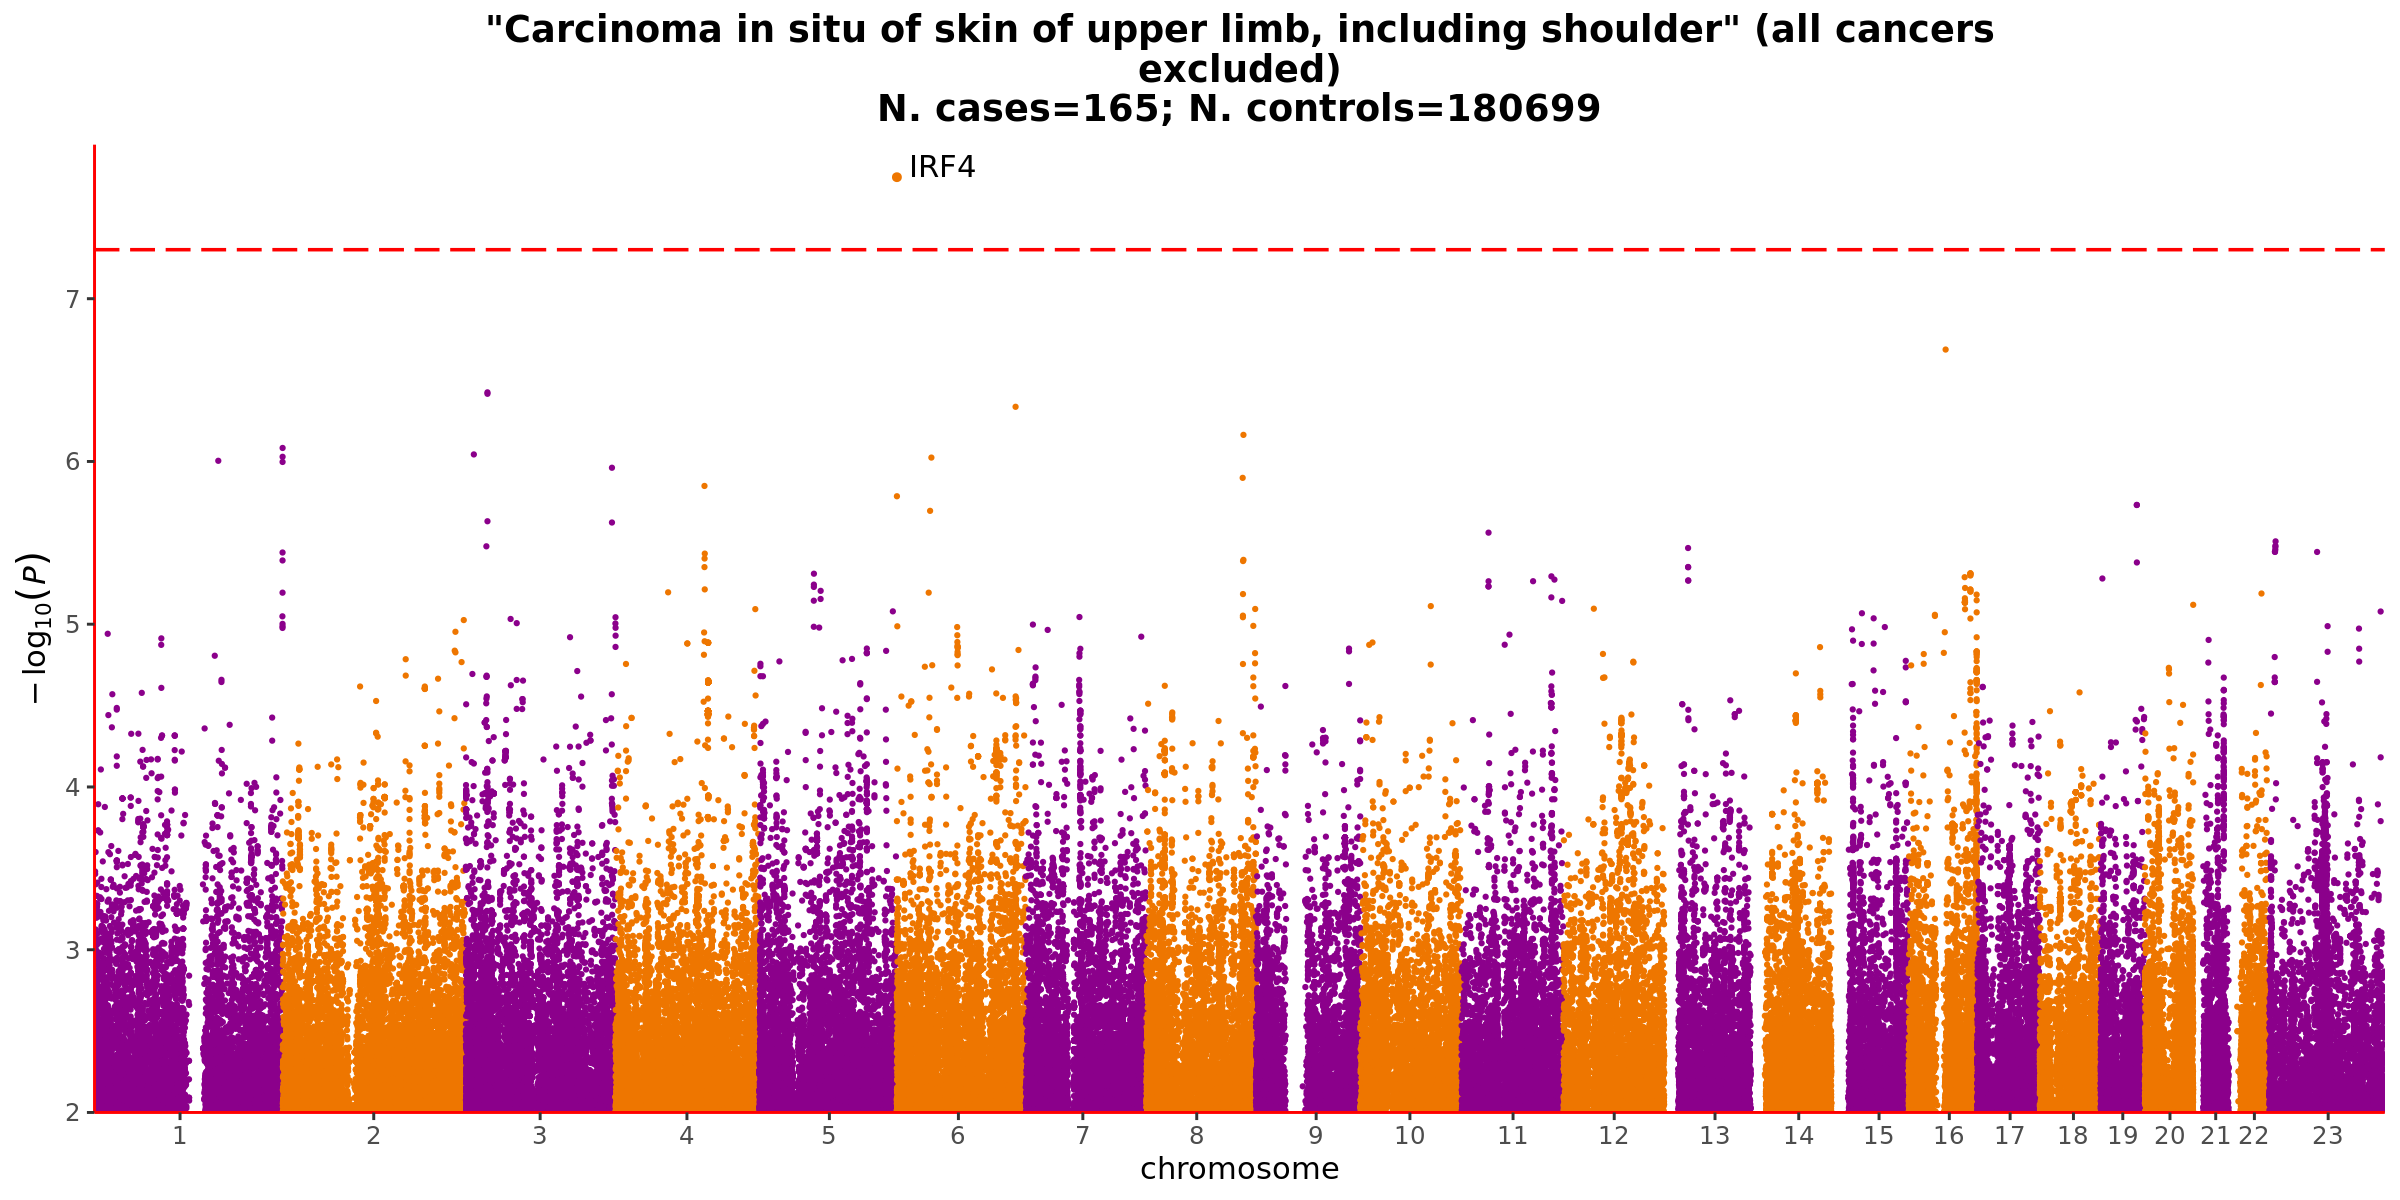 "Carcinoma in situ of skin of upper limb, including shoulder" (all cancers
excluded)
N. cases=165; N. controls=180699
IRF4
7
6
5
4
3
2
−log10(P)
1 2 3 4 5 6 7 8 9 10 11 12 13 14 15 16 17 18 19 20 21 22 23
chromosome